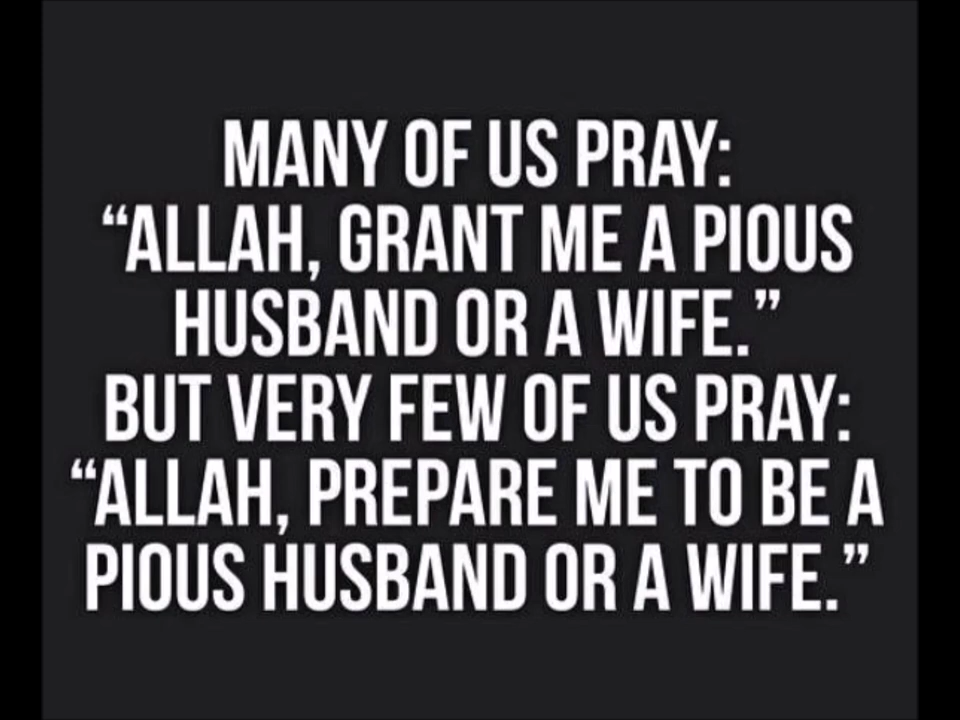 MANY OF US PRAY:
“ALLAH, GRANT ME A PIOUS
HUSBAND OR A WIFE.”
BUT VERY FEW OF US PRAY:
“ALLAH, PREPARE ME TO BE A
PIOUS HUSBAND OR A WIFE.”